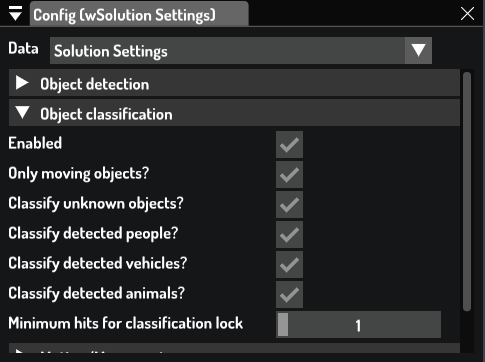 Config (wSolution Settings)
Data Solution Settings
Object detection
Object classification
Enabled
Only moving objects?
Classify unknown objects?
Classify detected people?
Classify detected vehicles?
Classify detected animals?
Minimum hits for classification lock 1